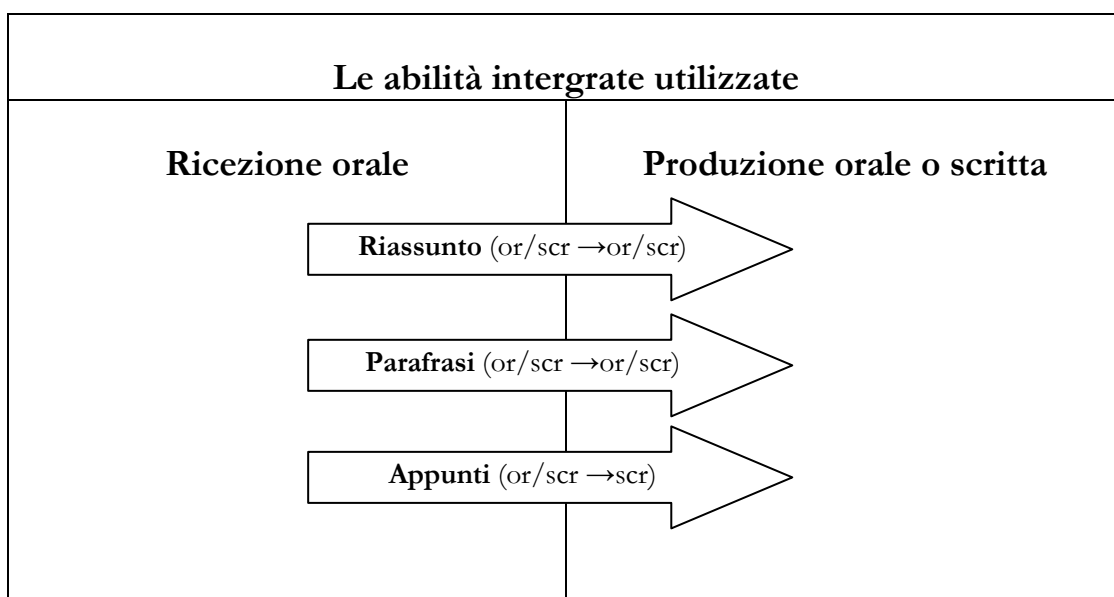 Le abilità intergrate utilizzate
Ricezione orale
Produzione orale o scritta
Riassunto (or/scr →or/scr)
Parafrasi (or/scr →or/scr)
Appunti (or/scr →scr)